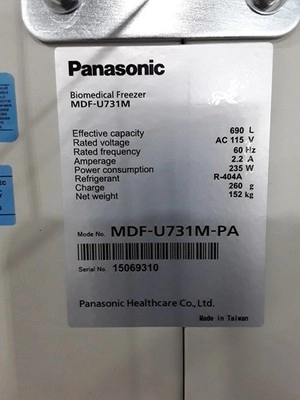 Panasonic
Biomedical Freezer
MDF-U731M
Effective capacity 690 L
Rated voltage AC 115 V
Rated frequency 60 Hz
Amperage 2.2 A
Power consumption 235 W
Refrigerant R-404A
Charge 260 g
Net weight 152 kg
Mode No. MDF-U731M-PA
Serial No. 15069310
Panasonic Healthcare Co., Ltd.
Made in Taiwan